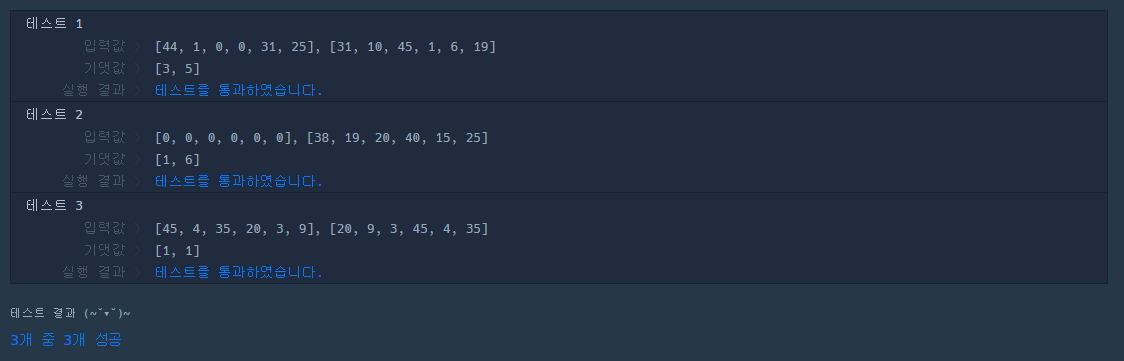 테스트 1
입력값 > [44, 1, 0, 0, 31, 25], [31, 10, 45, 1, 6, 19]
기댓값 > [3, 5]
실행 결과 > 테스트를 통과하였습니다.
테스트 2
입력값 > [0, 0, 0, 0, 0, 0], [38, 19, 20, 40, 15, 25]
기댓값 > [1, 6]
실행 결과 > 테스트를 통과하였습니다.
테스트 3
입력값 > [45, 4, 35, 20, 3, 9], [20, 9, 3, 45, 4, 35]
기댓값 > [1, 1]
실행 결과 > 테스트를 통과하였습니다.
테스트 결과 (~˘▾˘)~
3개 중 3개 성공